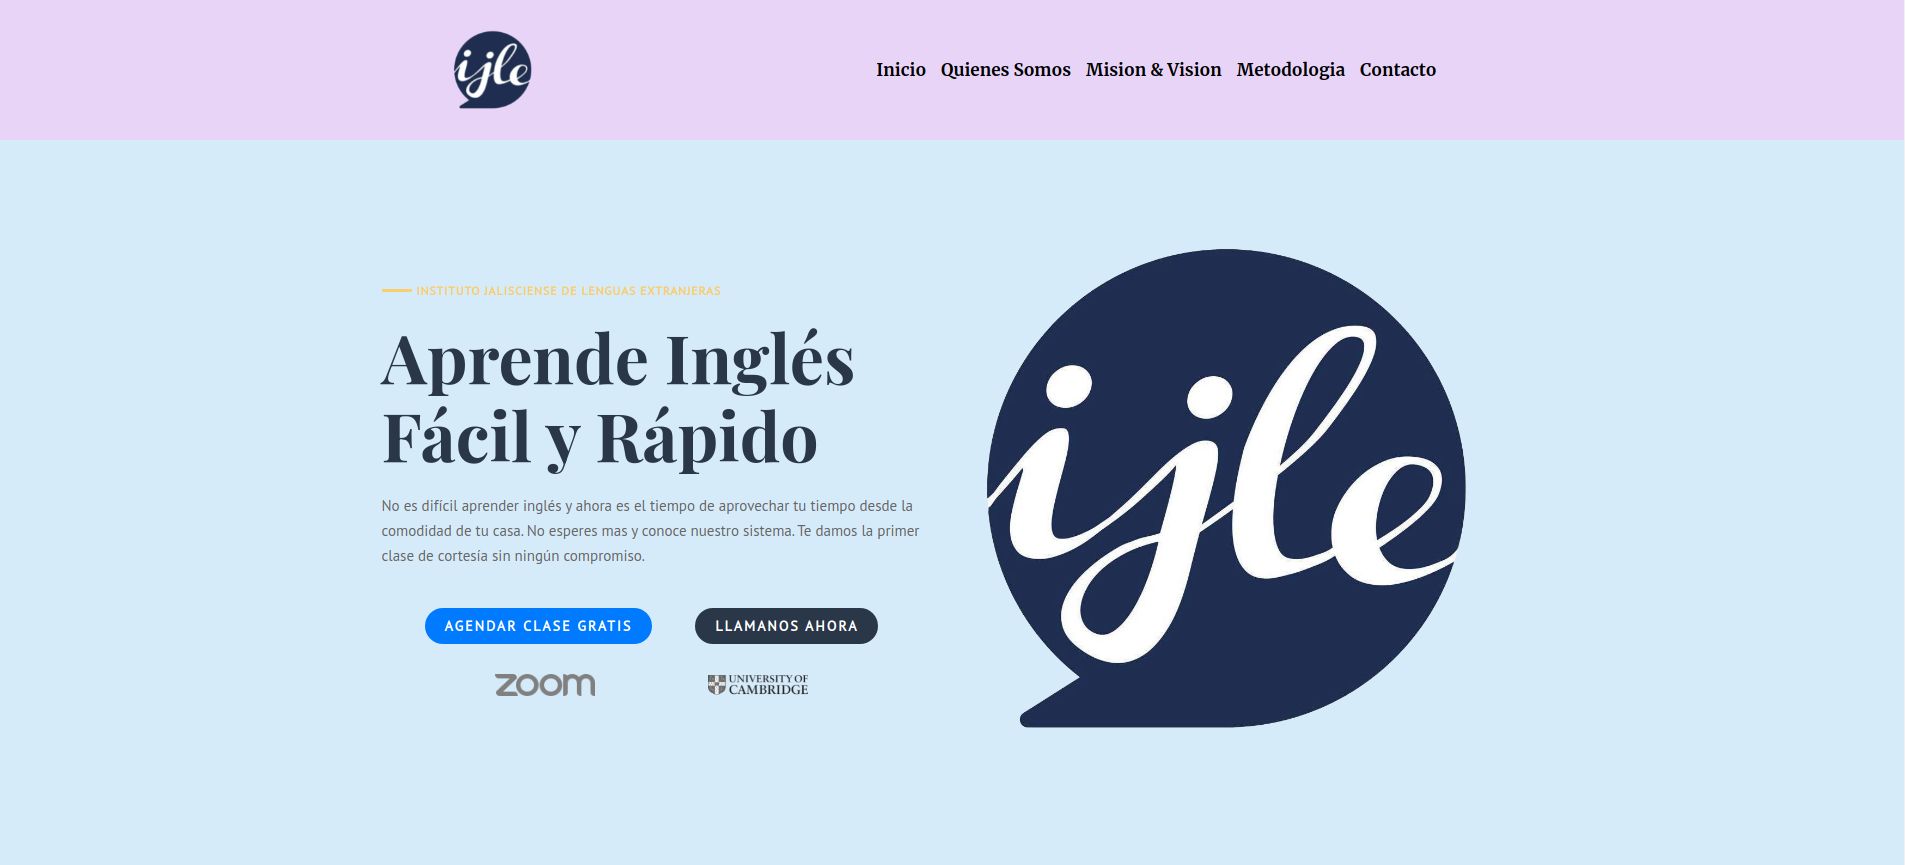 ijle
Inicio Quienes Somos Mision & Vision Metodologia Contacto
INSTITUTO JALISCIENSE DE LENGUAS EXTRANJERAS
Aprende Inglés
Fácil y Rápido
No es difícil aprender inglés y ahora es el tiempo de aprovechar tu tiempo desde la
comodidad de tu casa. No esperes mas y conoce nuestro sistema. Te damos la primer
clase de cortesía sin ningún compromiso.
AGENDAR CLASE GRATIS LLAMANOS AHORA
zoom UNIVERSITY OF
CAMBRIDGE
ijle